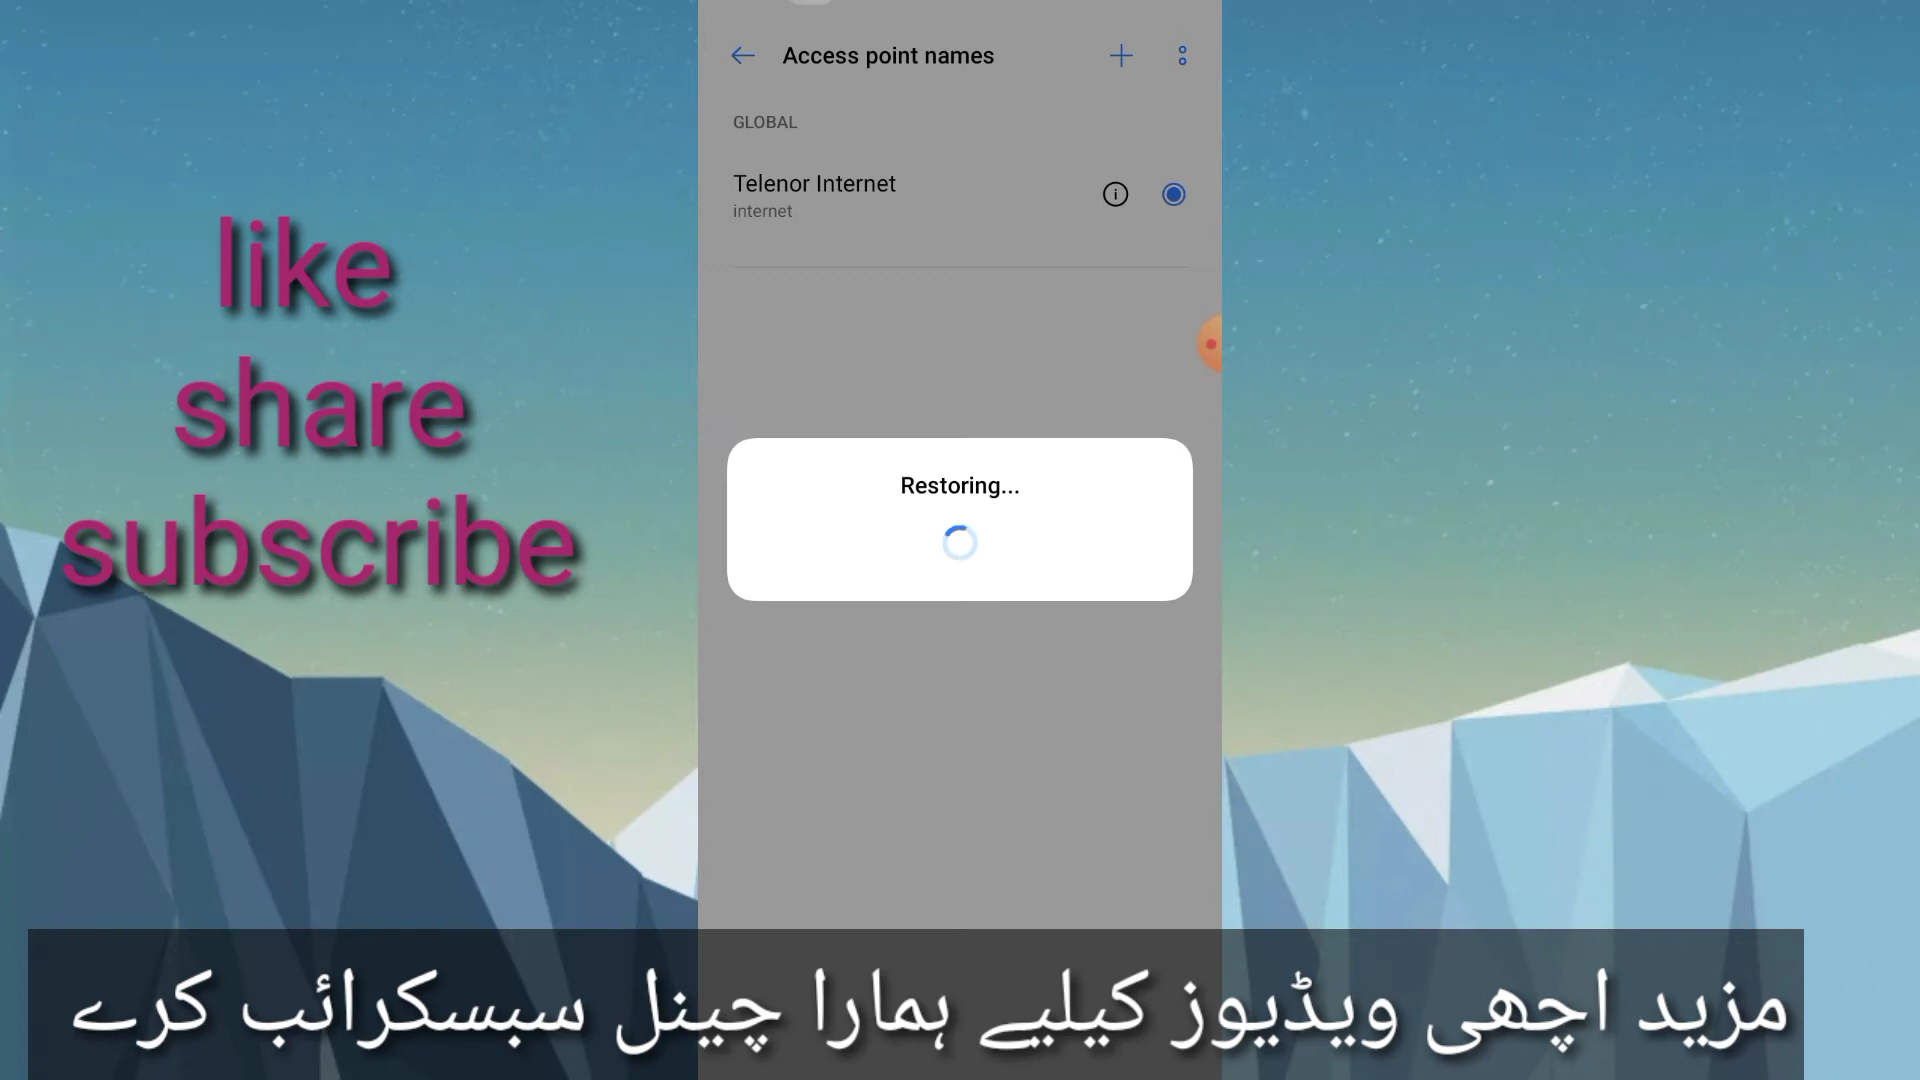 Access point names
GLOBAL
Telenor Internet
internet
Restoring...
like
share
subscribe
مزید اچھی ویڈیوز کیلیے ہمارا چینل سبسکرائب کرے